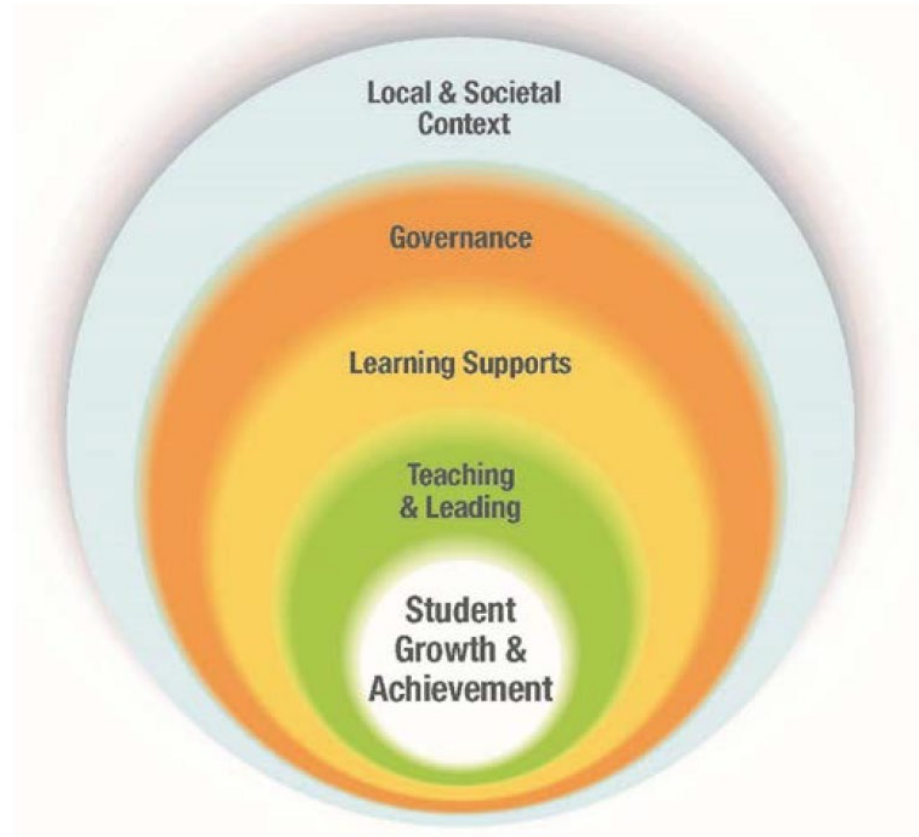 Local & Societal
Context
Governance
Learning Supports
Teaching
& Leading
Student
Growth &
Achievement